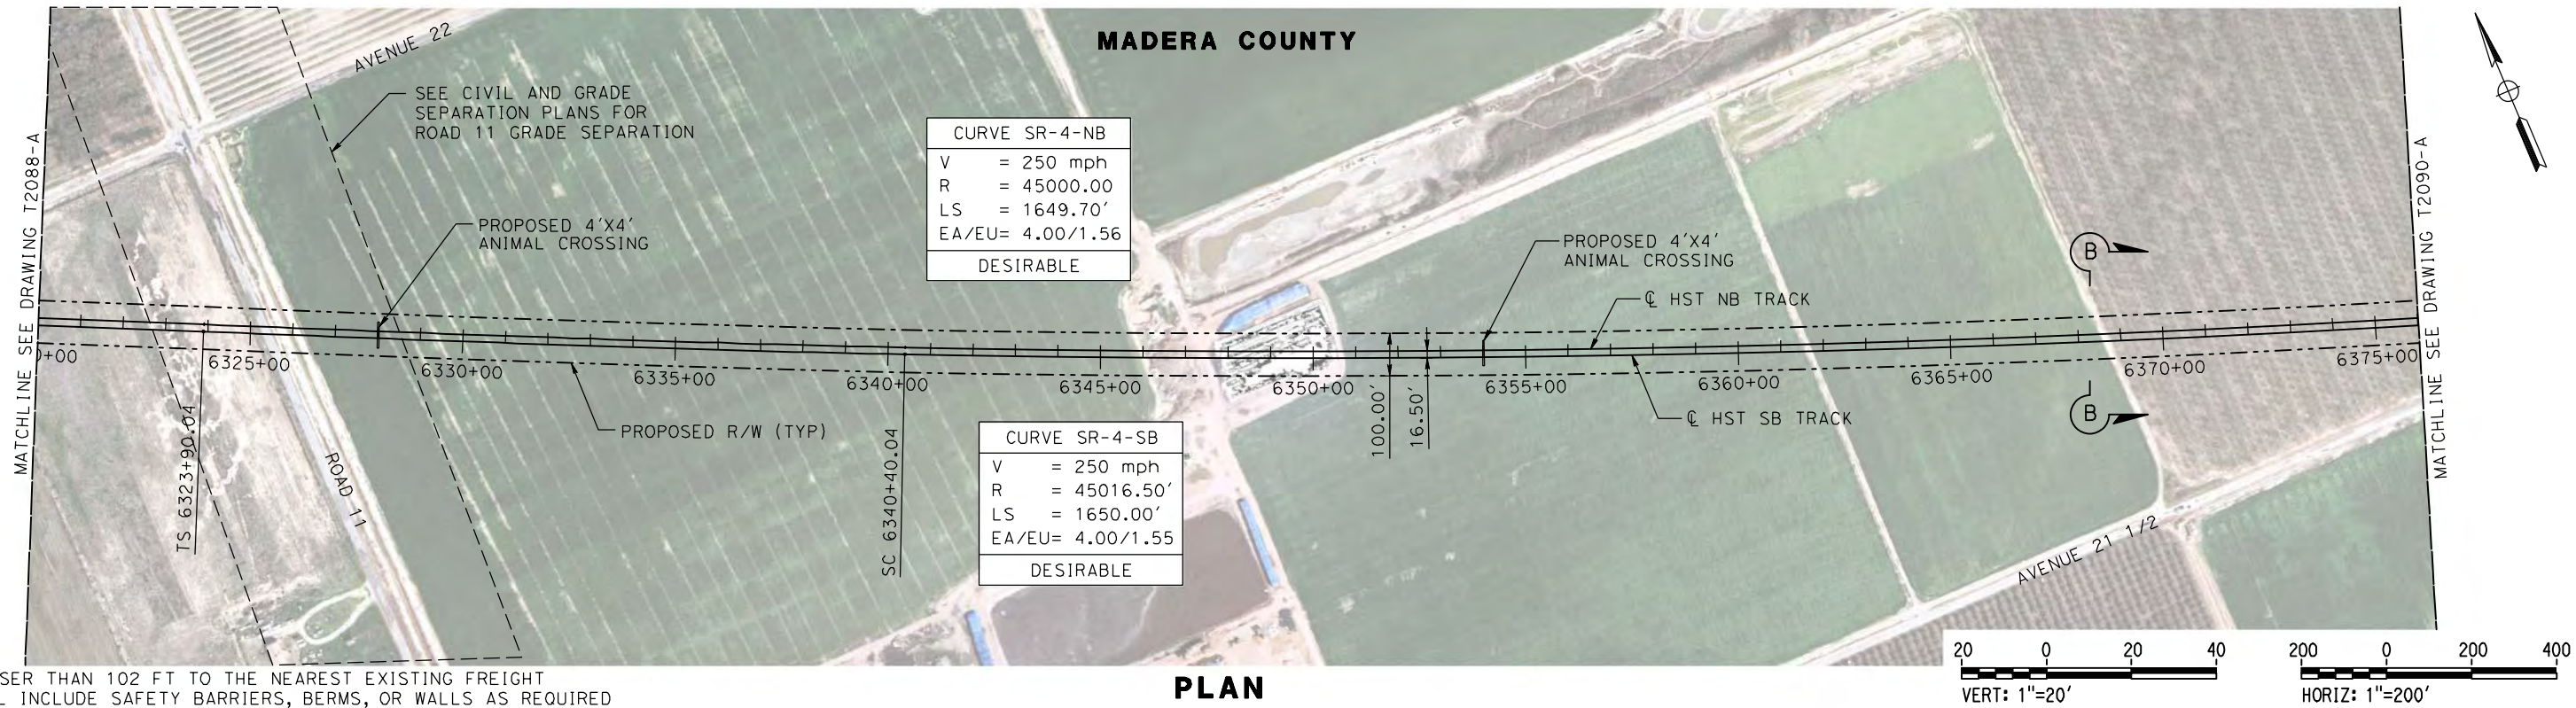 MADERA COUNTY
AVENUE 22
SEE CIVIL AND GRADE
SEPARATION PLANS FOR
ROAD 11 GRADE SEPARATION
MATCHLINE SEE DRAWING T2088-A
PROPOSED 4'X4'
ANIMAL CROSSING
CURVE SR-4-NB
V = 250 mph
R = 45000.00
LS = 1649.70'
EA/EU= 4.00/1.56
DESIRABLE
PROPOSED 4'X4'
ANIMAL CROSSING
℄ HST NB TRACK
B
MATCHLINE SEE DRAWING T2090-A
0+00
6325+00
6330+00
6335+00
6340+00
6345+00
6350+00
6355+00
6360+00
6365+00
6370+00
6375+00
TS 6323+90.04
ROAD 11
PROPOSED R/W (TYP)
SC 6340+40.04
CURVE SR-4-SB
V = 250 mph
R = 45016.50'
LS = 1650.00'
EA/EU= 4.00/1.55
DESIRABLE
100.00'
16.50'
℄ HST SB TRACK
B
AVENUE 21 1/2
SER THAN 102 FT TO THE NEAREST EXISTING FREIGHT
INCLUDE SAFETY BARRIERS, BERMS, OR WALLS AS REQUIRED
PLAN
20 0 20 40
VERT: 1"=20'
200 0 200 400
HORIZ: 1"=200'